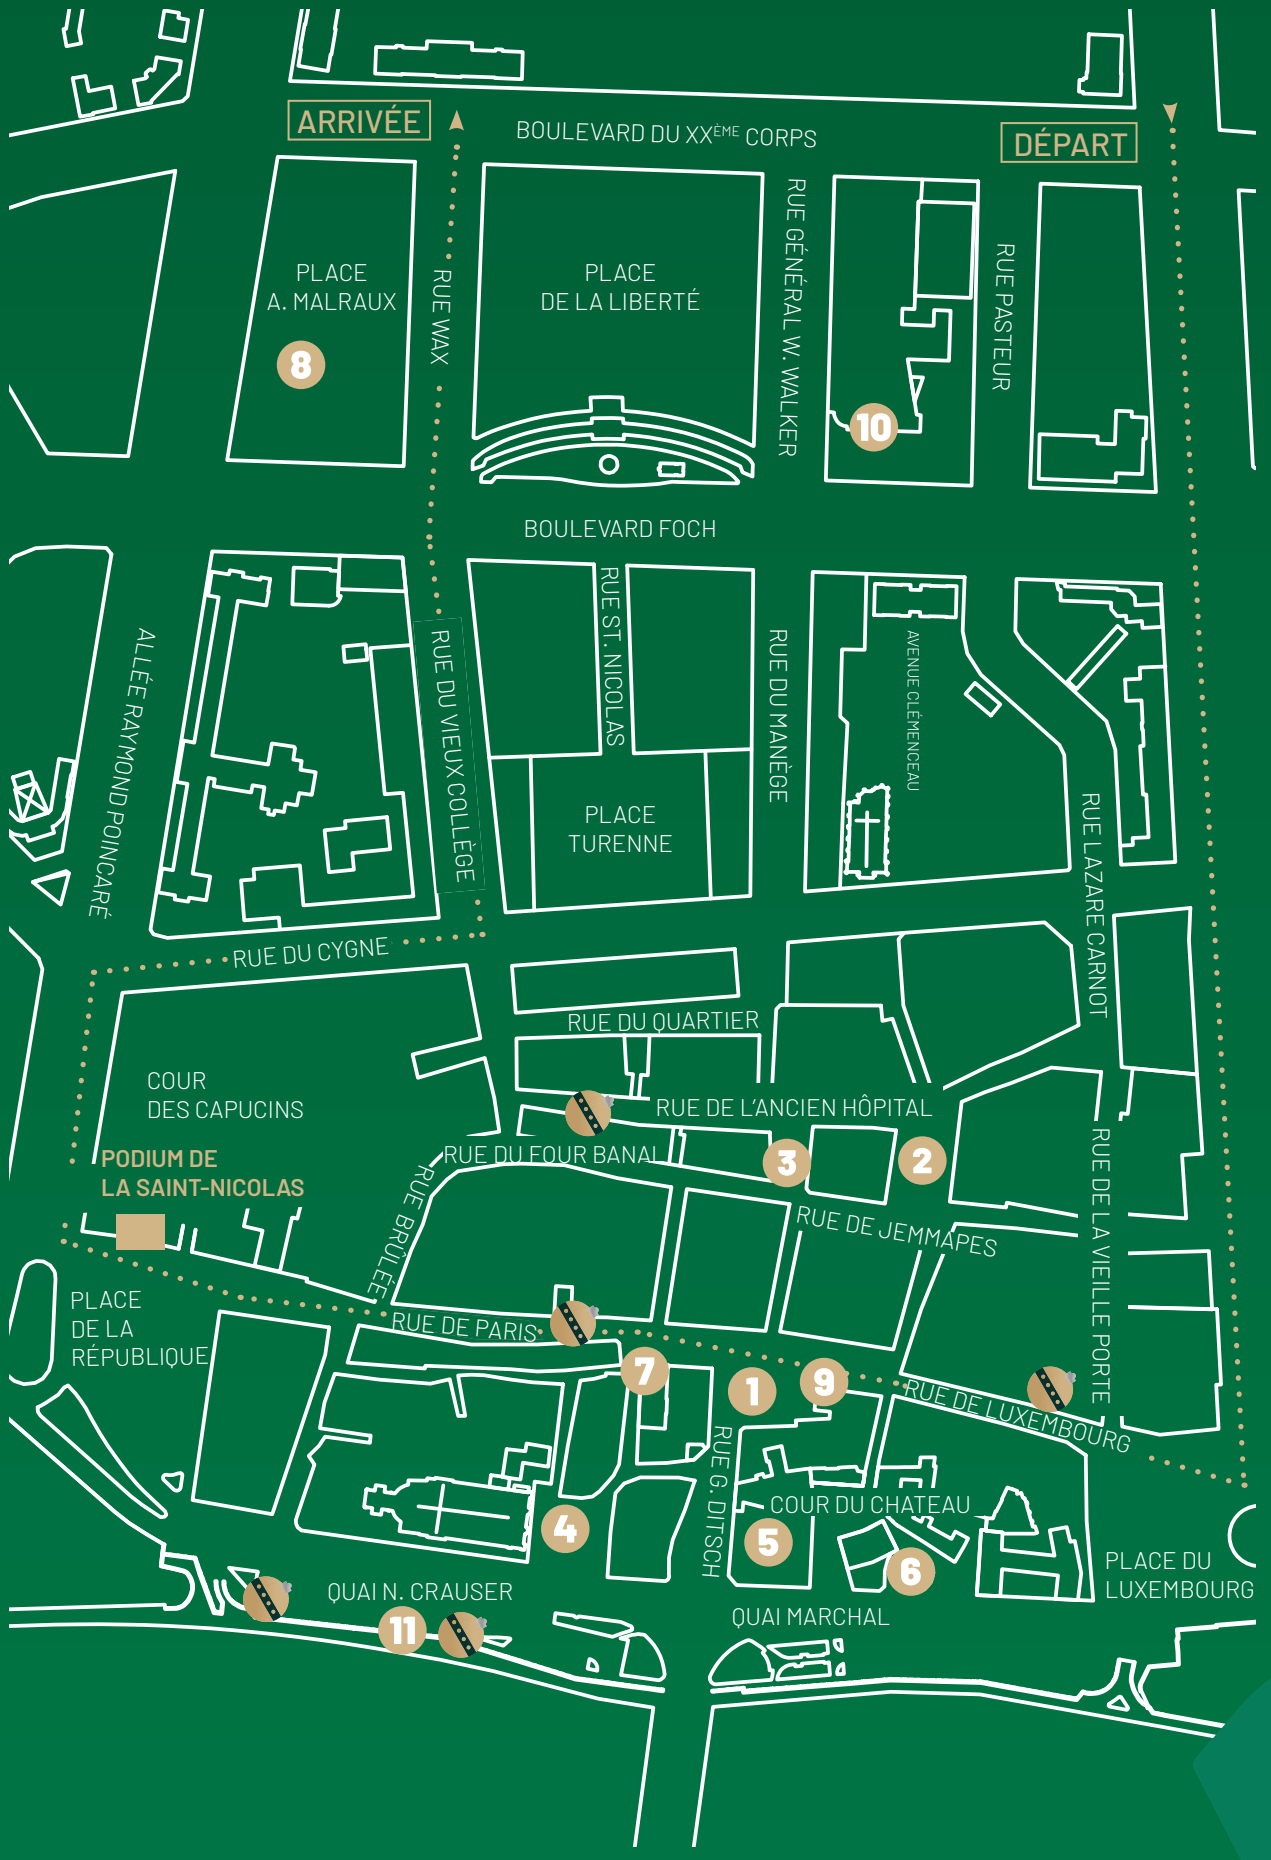 ARRIVÉE
BOULEVARD DU XXÈME CORPS
DÉPART
PLACE
A. MALRAUX
RUE WAX
PLACE
DE LA LIBERTÉ
RUE GÉNÉRAL W. WALKER
RUE PASTEUR
8
10
BOULEVARD FOCH
ALLÉE RAYMOND POINCARÉ
RUE DU VIEUX COLLÈGE
RUE ST. NICOLAS
RUE DU MANÈGE
AVENUE CLÉMENCEAU
PLACE
TURENNE
RUE LAZARE CARNOT
RUE DU CYGNE
RUE DU QUARTIER
COUR
DES CAPUCINS
RUE DE L'ANCIEN HÔPITAL
RUE DU FOUR BANAL
3
2
PODIUM DE
LA SAINT-NICOLAS
RUE BRÛLÉE
RUE DE JEMMAPES
RUE DE LA VIEILLE PORTE
PLACE
DE LA
RÉPUBLIQUE
RUE DE PARIS
7
1
9
RUE DE LUXEMBOURG
RUE G. DITSCH
COUR DU CHATEAU
4
5
6
PLACE DU
LUXEMBOURG
QUAI N. CRAUSER
11
QUAI MARCHAL